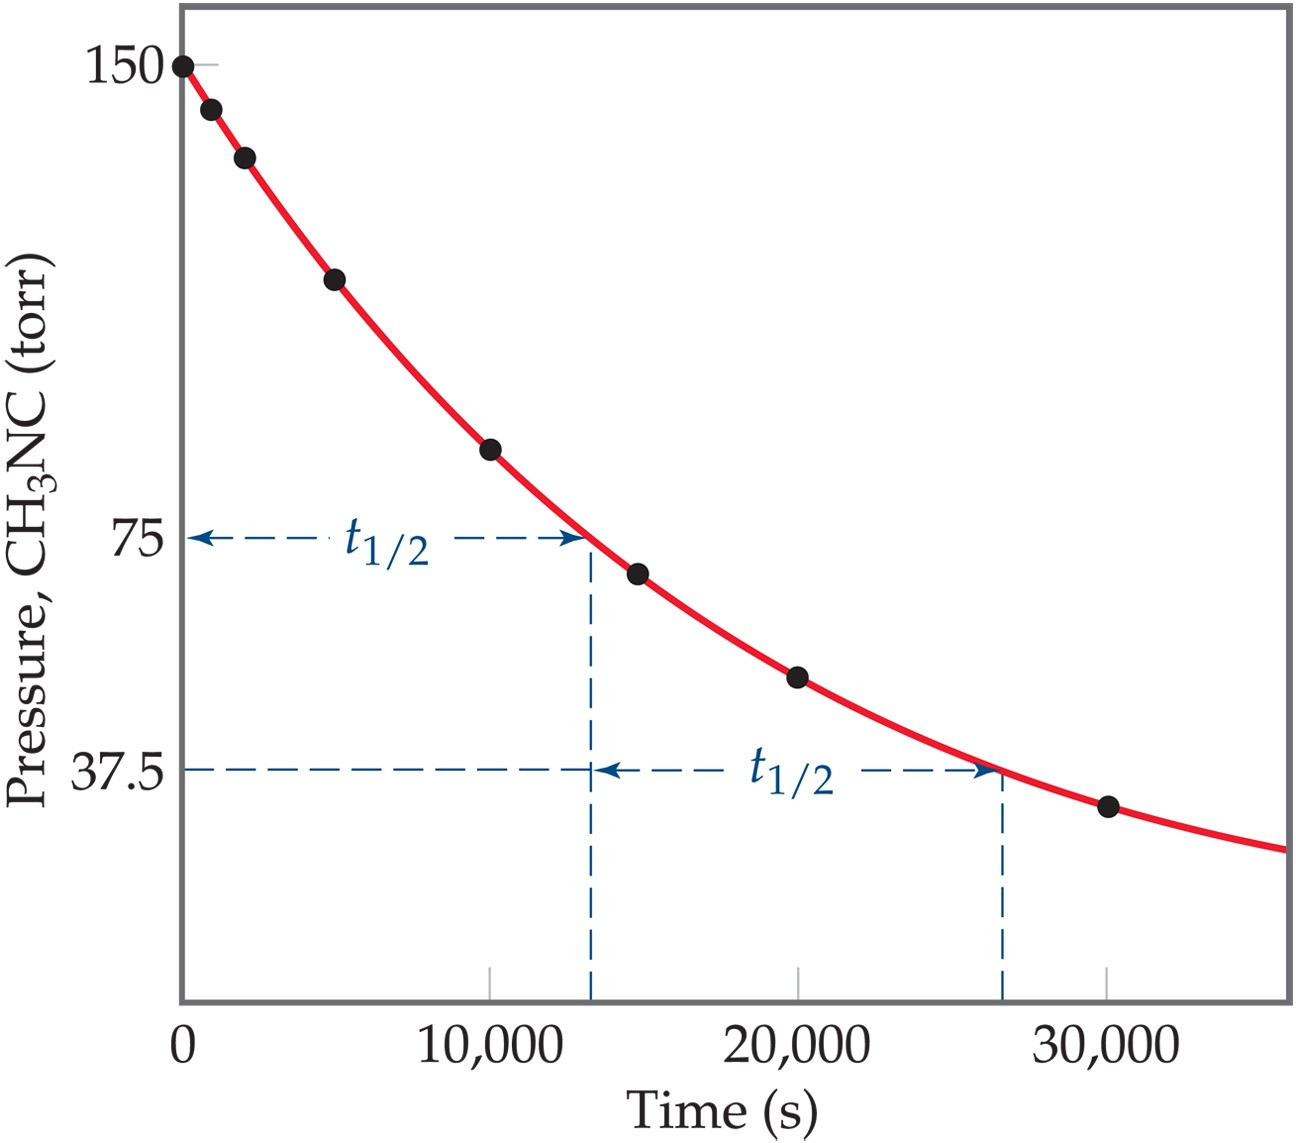 Pressure, CH₃NC (torr)
150
75
37.5
t₁/₂
t₁/₂
0
10,000
20,000
30,000
Time (s)